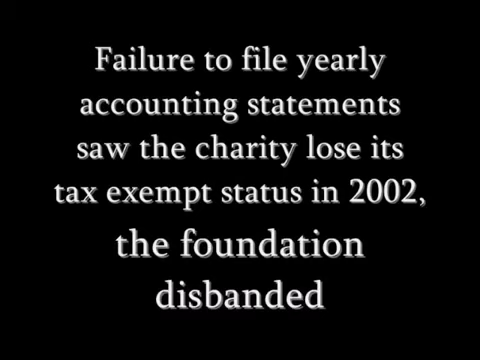 Failure to file yearly
accounting statements
saw the charity lose its
tax exempt status in 2002,
the foundation
disbanded